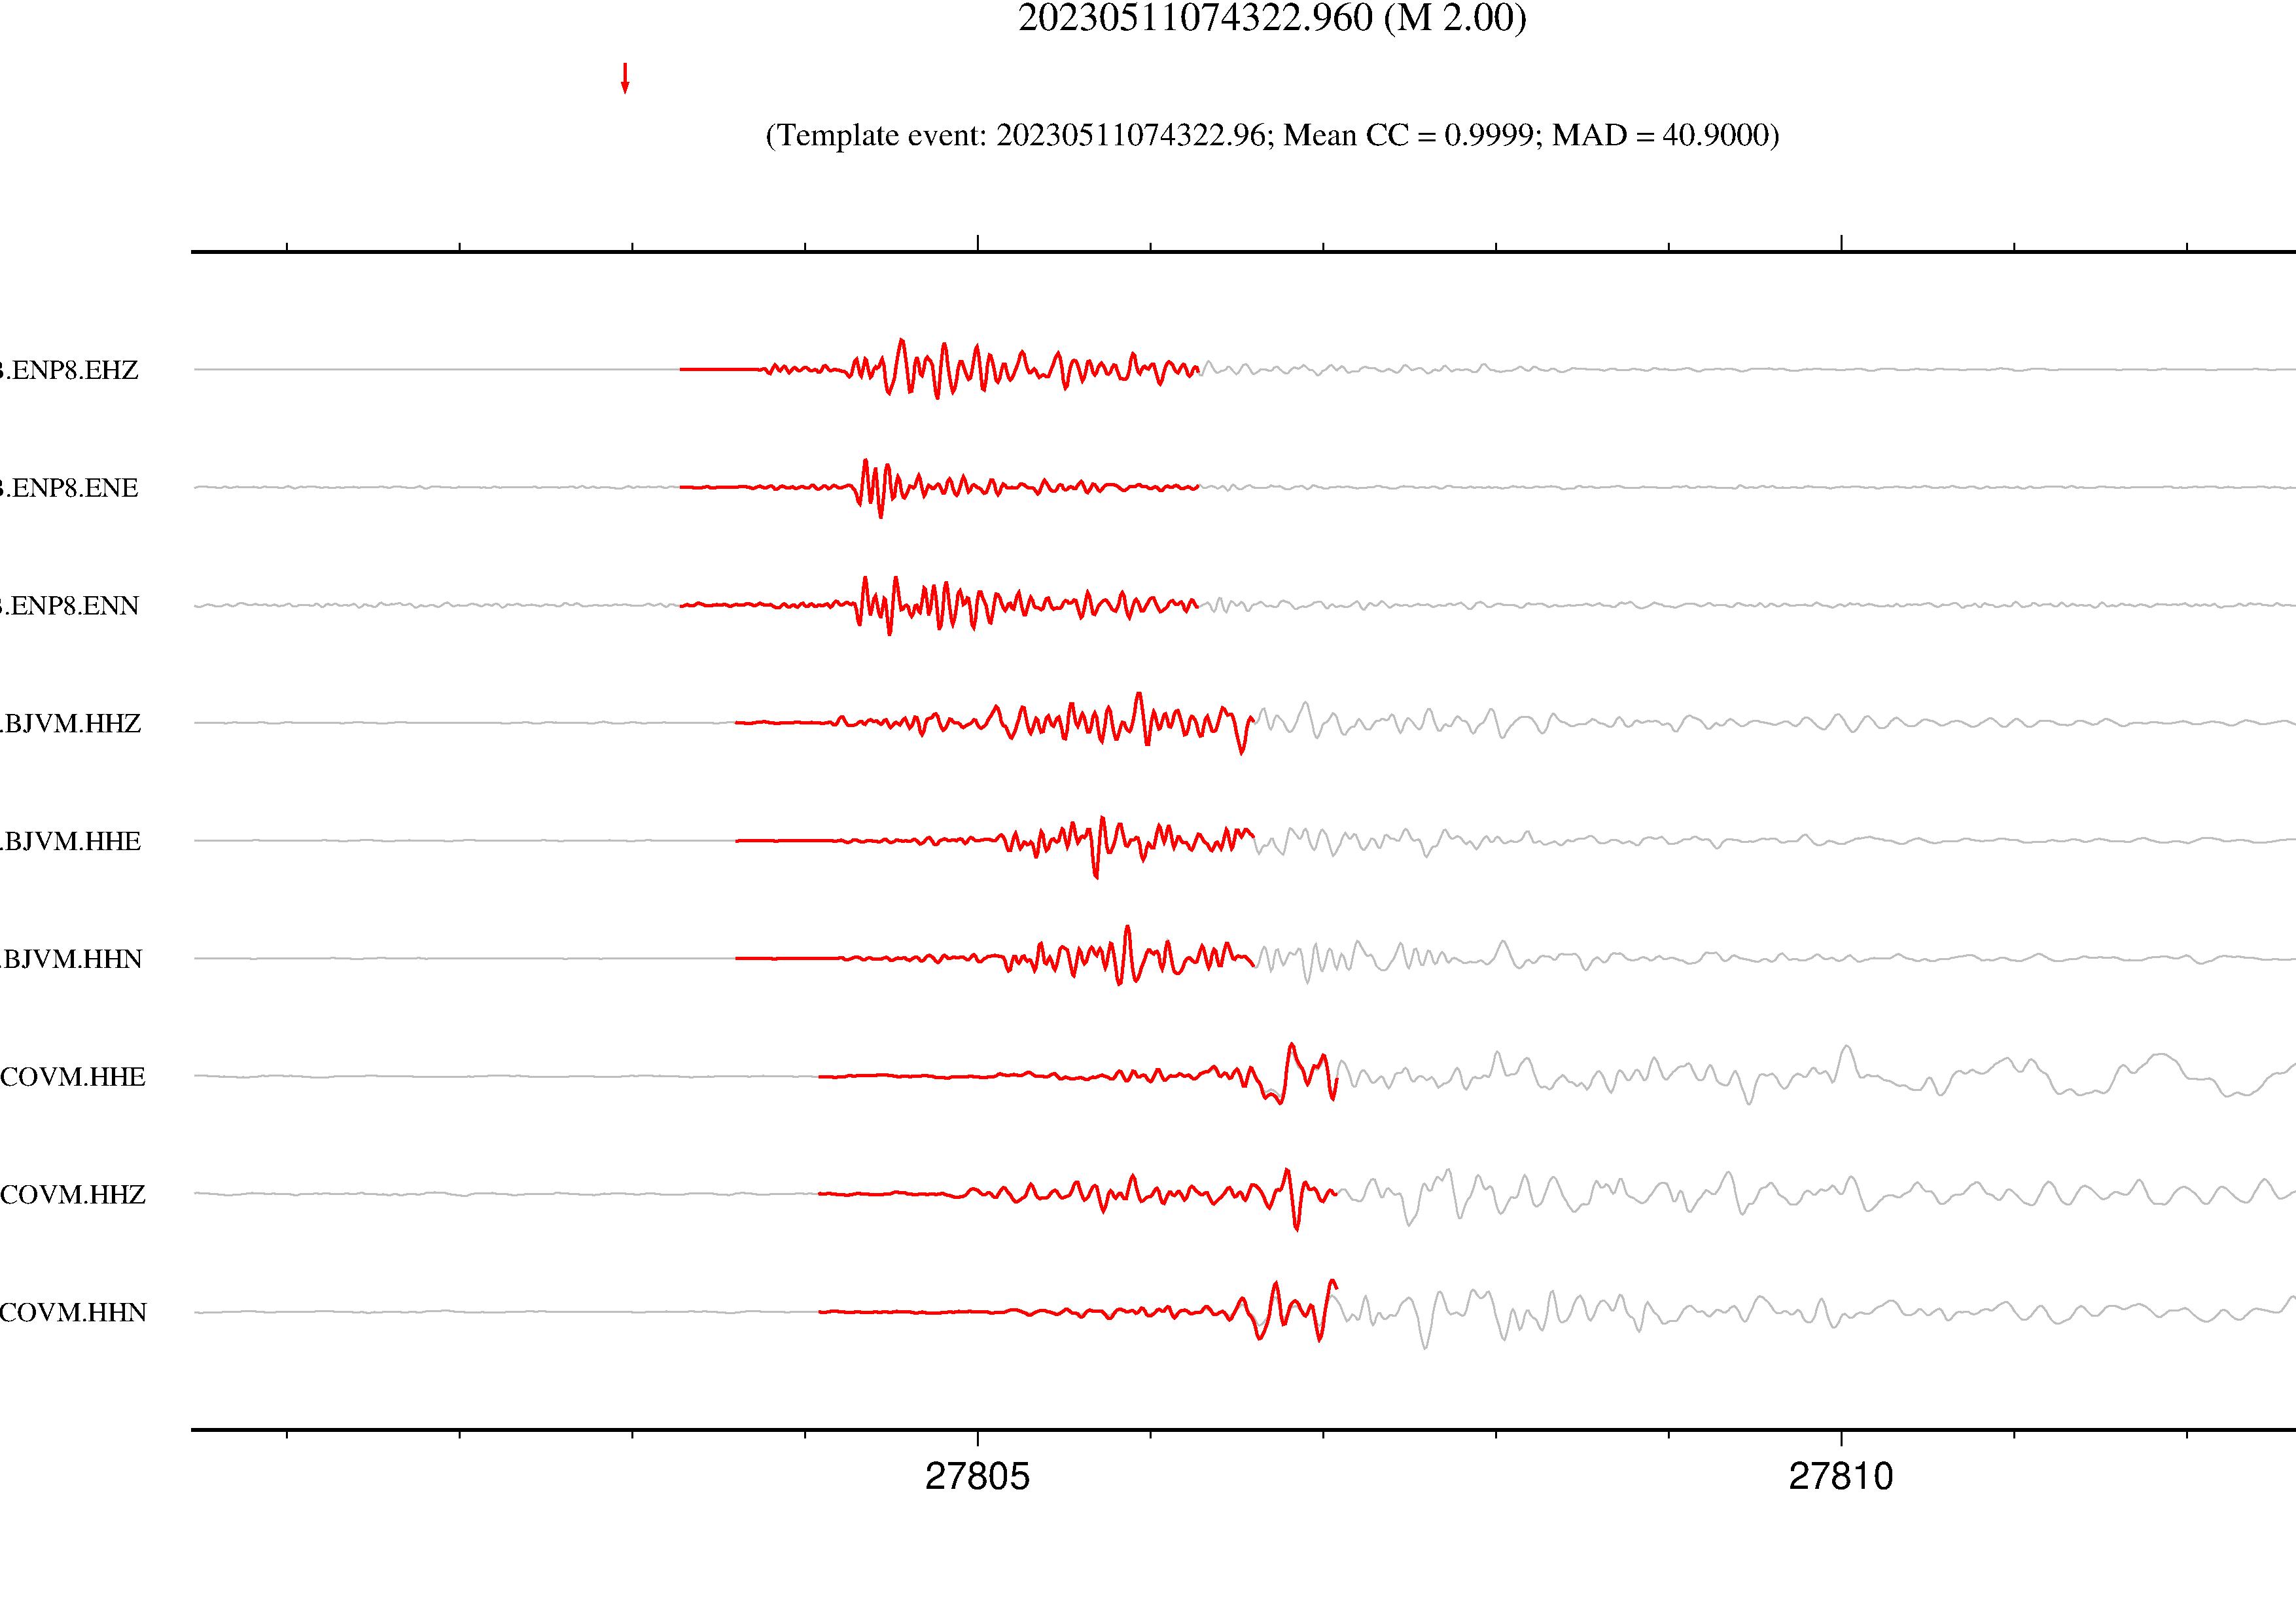 20230511074322.960 (M 2.00)
(Template event: 20230511074322.96; Mean CC = 0.9999; MAD = 40.9000)
.ENP8.EHZ
.ENP8.ENE
.ENP8.ENN
.BJVM.HHZ
.BJVM.HHE
.BJVM.HHN
COVM.HHE
COVM.HHZ
COVM.HHN
27805 27810